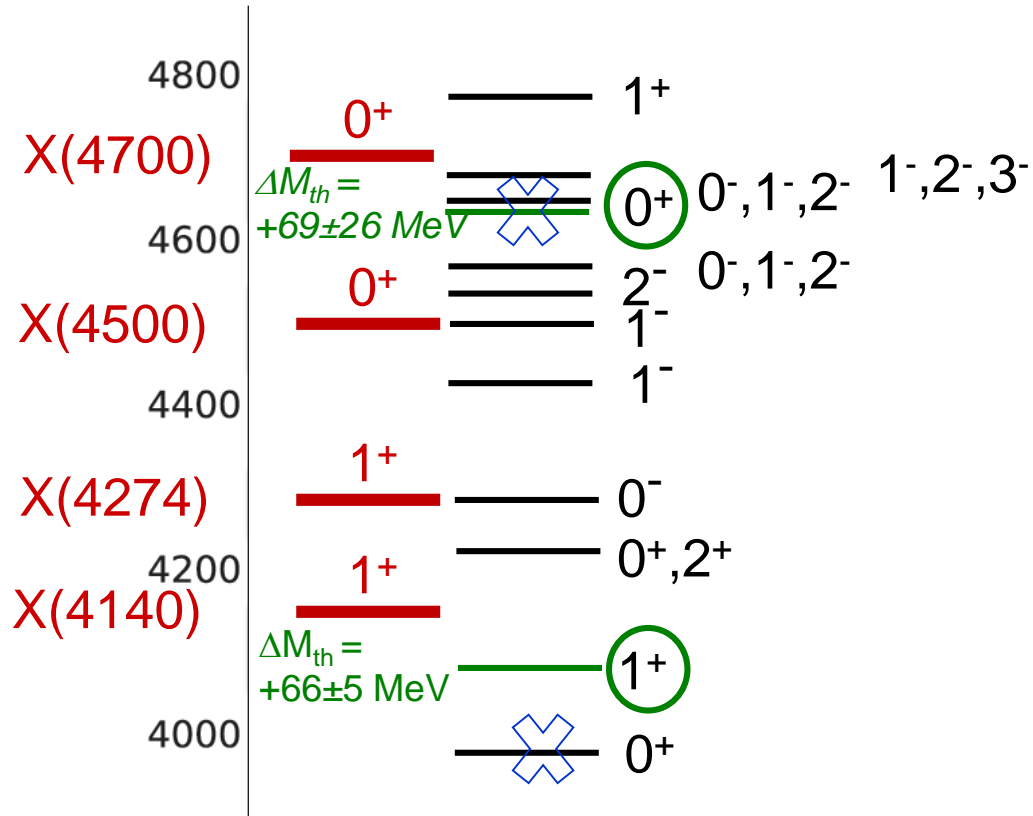 4800
1⁺
0⁺
X(4700)
ΔMₜₕ =
+69±26 MeV
0⁺
0⁻,1⁻,2⁻
1⁻,2⁻,3⁻
4600
0⁺
2⁻
0⁻,1⁻,2⁻
X(4500)
1⁻
1⁻
4400
1⁺
X(4274)
0⁻
4200
1⁺
0⁺,2⁺
X(4140)
ΔMₜₕ =
+66±5 MeV
1⁺
4000
0⁺